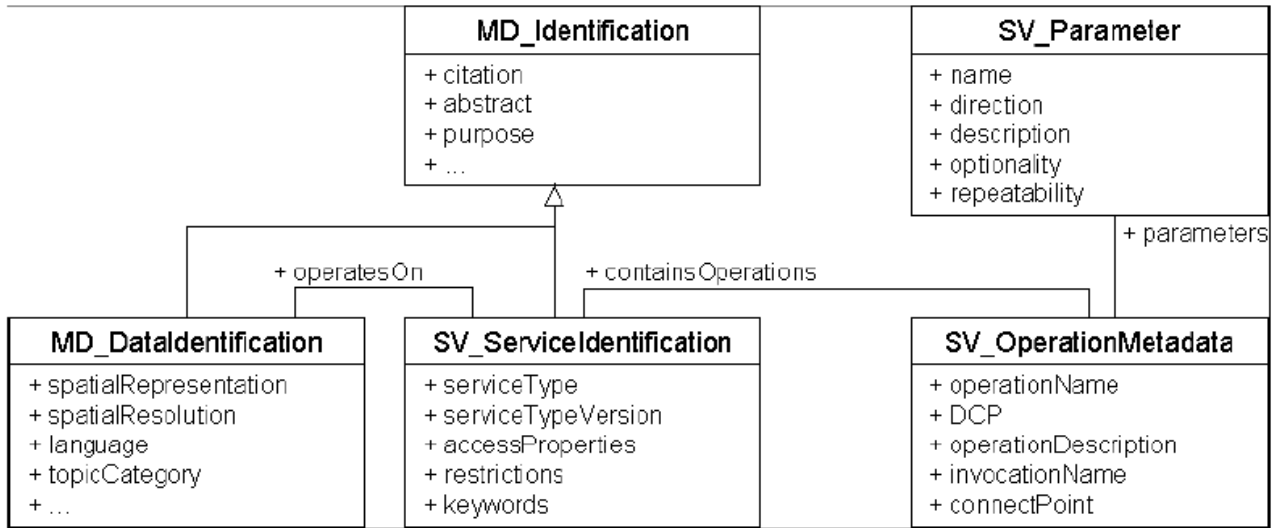 MD_Identification
+ citation
+ abstract
+ purpose
+ ...
SV_Parameter
+ name
+ direction
+ description
+ optionality
+ repeatability
+ parameters
+ operatesOn
+ containsOperations
MD_DataIdentification
+ spatialRepresentation
+ spatialResolution
+ language
+ topicCategory
+ ...
SV_ServiceIdentification
+ serviceType
+ serviceTypeVersion
+ accessProperties
+ restrictions
+ keywords
SV_OperationMetadata
+ operationName
+ DCP
+ operationDescription
+ invocationName
+ connectPoint